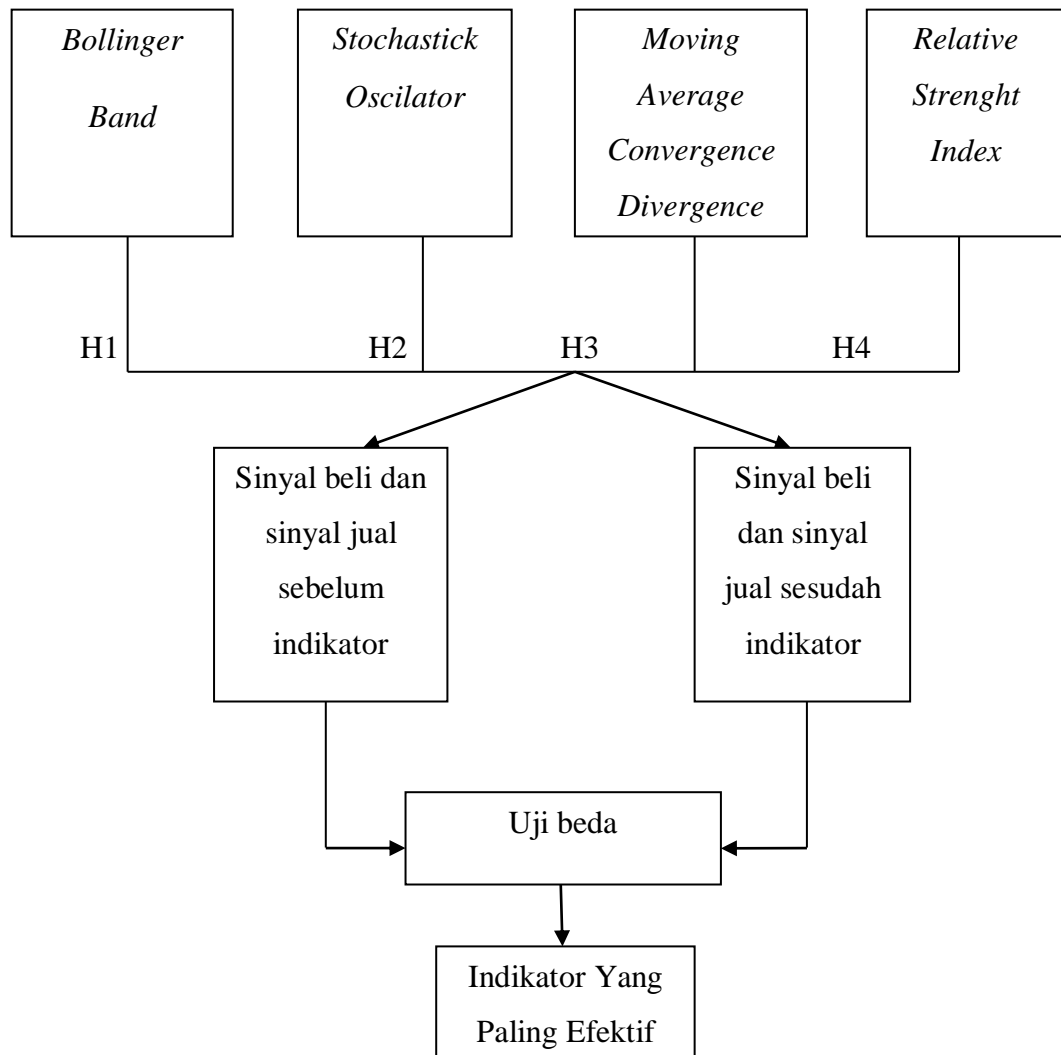 Bollinger
Band
Stochastick
Oscilator
Moving
Average
Convergence
Divergence
Relative
Strenght
Index
H1
H2
H3
H4
Sinyal beli dan
sinyal jual
sebelum
indikator
Sinyal beli
dan sinyal
jual sesudah
indikator
Uji beda
Indikator Yang
Paling Efektif